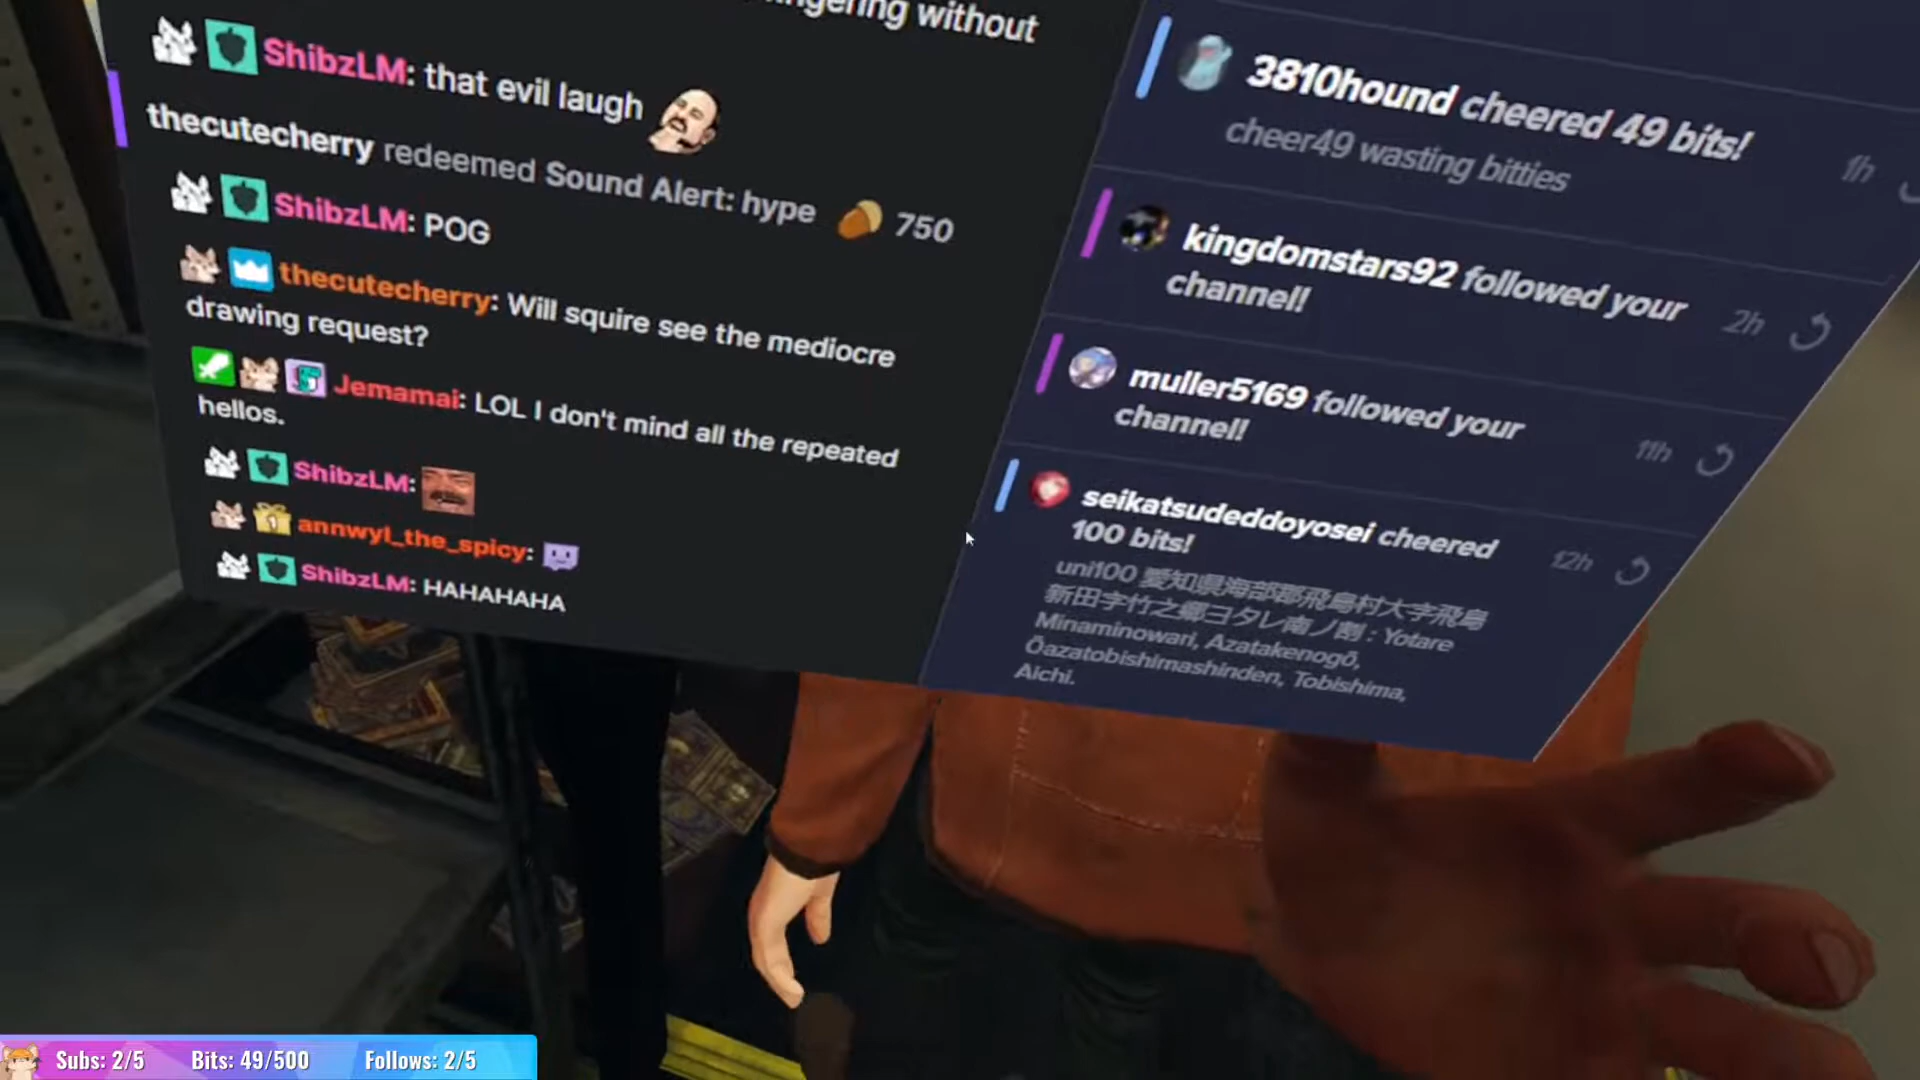 without
ShibzLM: that evil laugh
thecutecherry redeemed Sound Alert: hype 750
ShibzLM: POG
thecutecherry: Will squire see the mediocre
drawing request?
Jemamai: LOL I don't mind all the repeated
hellos.
ShibzLM:
annwyl_the_spicy:
ShibzLM: HAHAHAHA
3810hound cheered 49 bits!
cheer49 wasting bitties
1h
kingdomstars92 followed your
channel!
2h
muller5169 followed your
channel!
11h
seikatsudeddoyosei cheered
100 bits!
12h
uni100 愛知県海部郡飛島村大字飛島
新田字竹之郷ヨタレ南ノ割 : Yotare
Minaminowari, Azatakenogō,
Ōazatobishimashinden, Tobishima,
Aichi.
Subs: 2/5 Bits: 49/500 Follows: 2/5